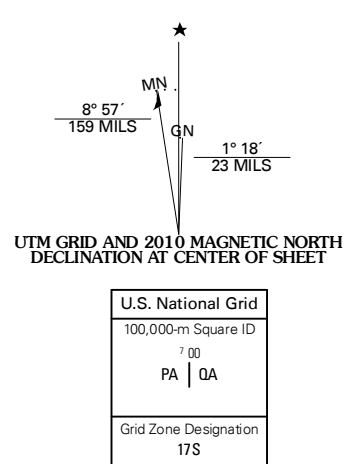 ★
MN
8° 57´
159 MILS
GN
1° 18´
23 MILS
UTM GRID AND 2010 MAGNETIC NORTH
DECLINATION AT CENTER OF SHEET
U.S. National Grid
100,000-m Square ID
7 00
PA | QA
Grid Zone Designation
17S